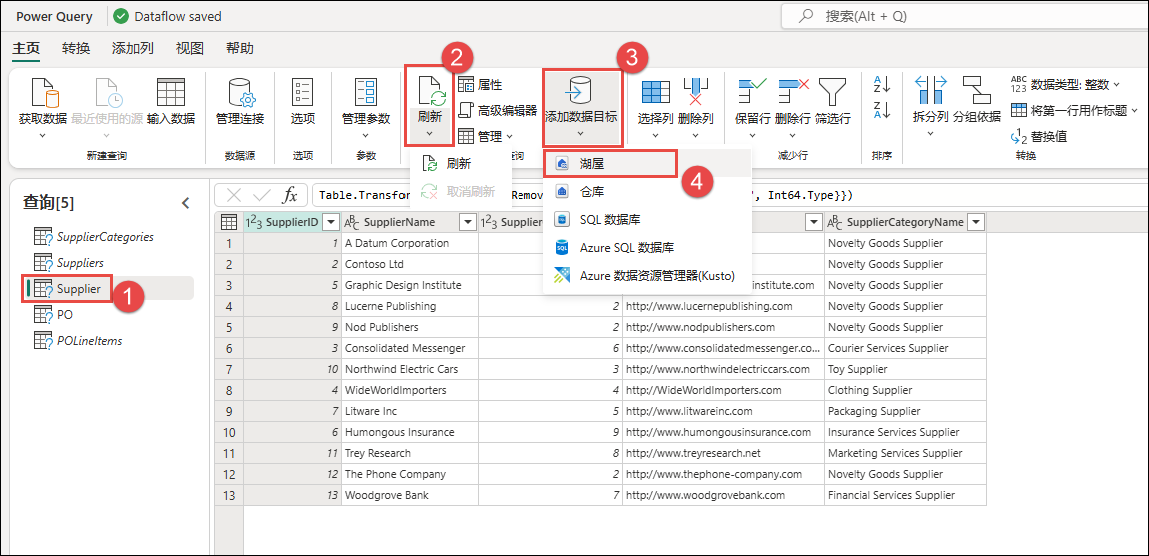 Power Query
Dataflow saved
搜索(Alt + Q)
主页 转换 添加列 视图 帮助
2
3
获取数据 最近使用的源 输入数据
新建查询
管理连接
数据源
选项
选项
管理参数
参数
刷新
属性
高级编辑器
管理
询
添加数据目标
选择列 删除列
保留行 删除行 筛选行
减少行
排序
拆分列 分组依据
数据类型: 整数
将第一行用作标题
替换值
转换
刷新
取消刷新
湖屋
4
仓库
SQL 数据库
Azure SQL 数据库
Azure 数据资源管理器(Kusto)
查询[5]
SupplierCategories
Suppliers
Supplier
1
PO
POLineItems
fx Table.Transfor Remov ", Int64.Type}})
SupplierID SupplierName Supplie SupplierCategoryName
1 1 A Datum Corporation Novelty Goods Supplier
2 2 Contoso Ltd Novelty Goods Supplier
3 5 Graphic Design Institute institute.com Novelty Goods Supplier
4 8 Lucerne Publishing 2 http://www.lucernepublishing.com Novelty Goods Supplier
5 9 Nod Publishers 2 http://www.nodpublishers.com Novelty Goods Supplier
6 3 Consolidated Messenger 6 http://www.consolidatedmessenger.co... Courier Services Supplier
7 10 Northwind Electric Cars 3 http://www.northwindelectriccars.com Toy Supplier
8 4 WideWorldImporters 4 http://WideWorldImporters.com Clothing Supplier
9 7 Litware Inc 5 http://www.litwareinc.com Packaging Supplier
10 6 Humongous Insurance 9 http://www.humongousinsurance.com Insurance Services Supplier
11 11 Trey Research 8 http://www.treyresearch.net Marketing Services Supplier
12 12 The Phone Company 2 http://www.thephone-company.com Novelty Goods Supplier
13 13 Woodgrove Bank 7 http://www.woodgrovebank.com Financial Services Supplier